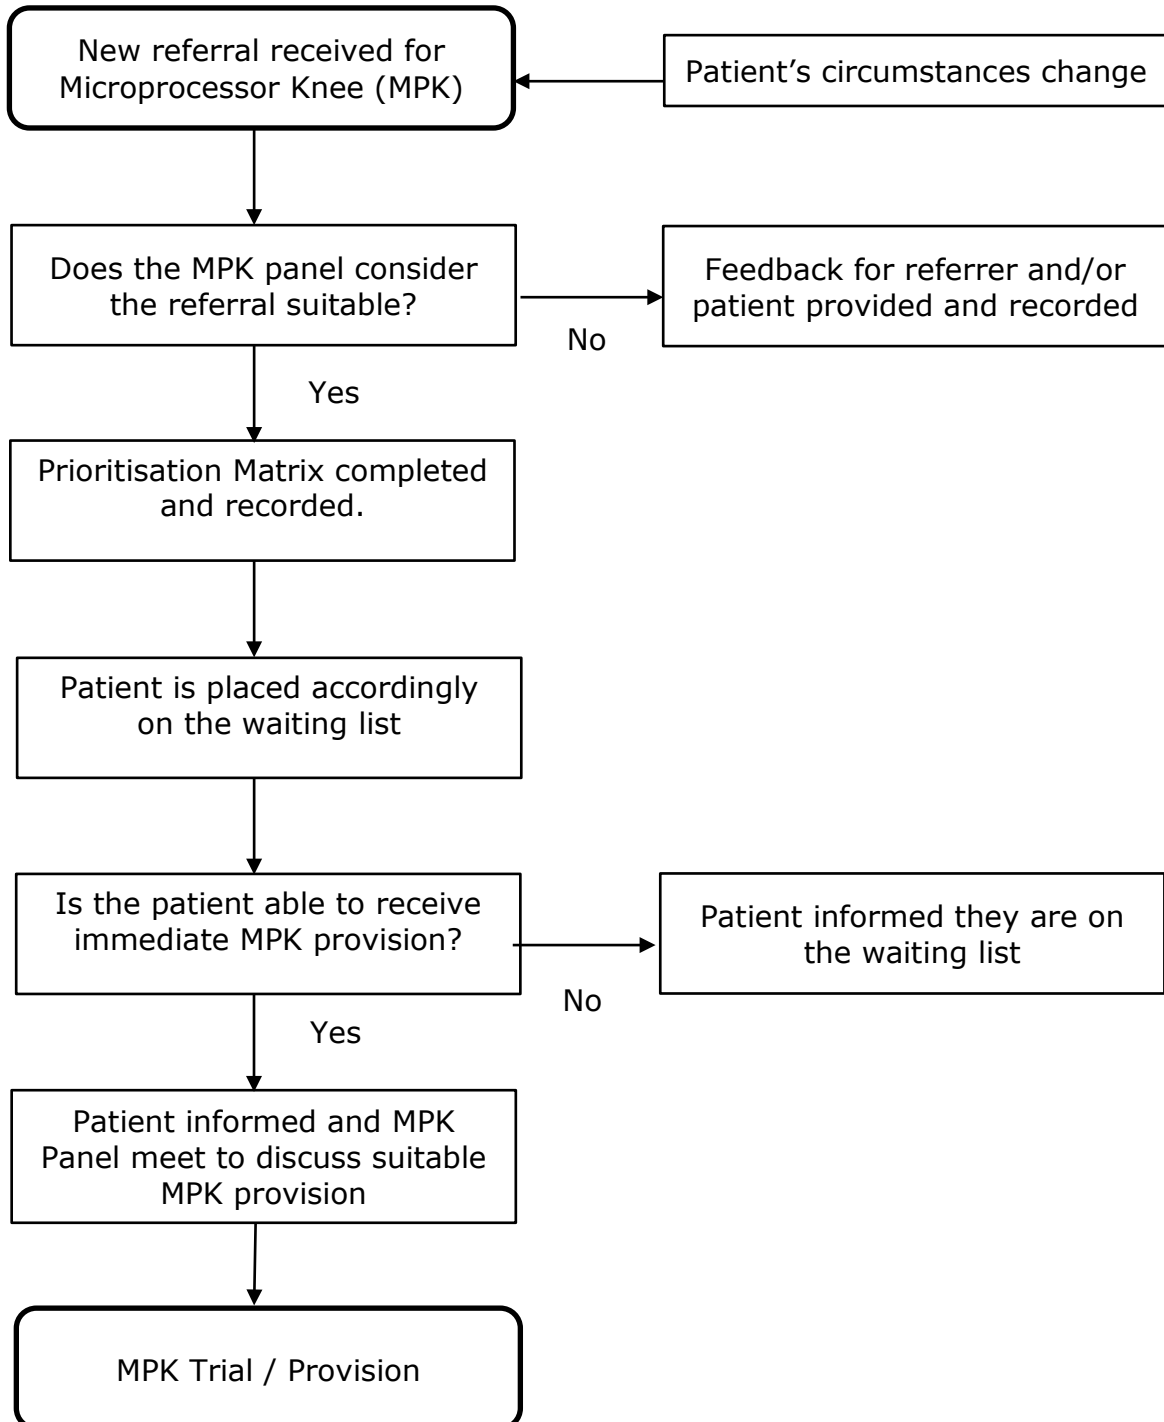 New referral received for
Microprocessor Knee (MPK)
Patient’s circumstances change
Does the MPK panel consider
the referral suitable?
Feedback for referrer and/or
patient provided and recorded
No
Yes
Prioritisation Matrix completed
and recorded.
Patient is placed accordingly
on the waiting list
Is the patient able to receive
immediate MPK provision?
Patient informed they are on
the waiting list
No
Yes
Patient informed and MPK
Panel meet to discuss suitable
MPK provision
MPK Trial / Provision